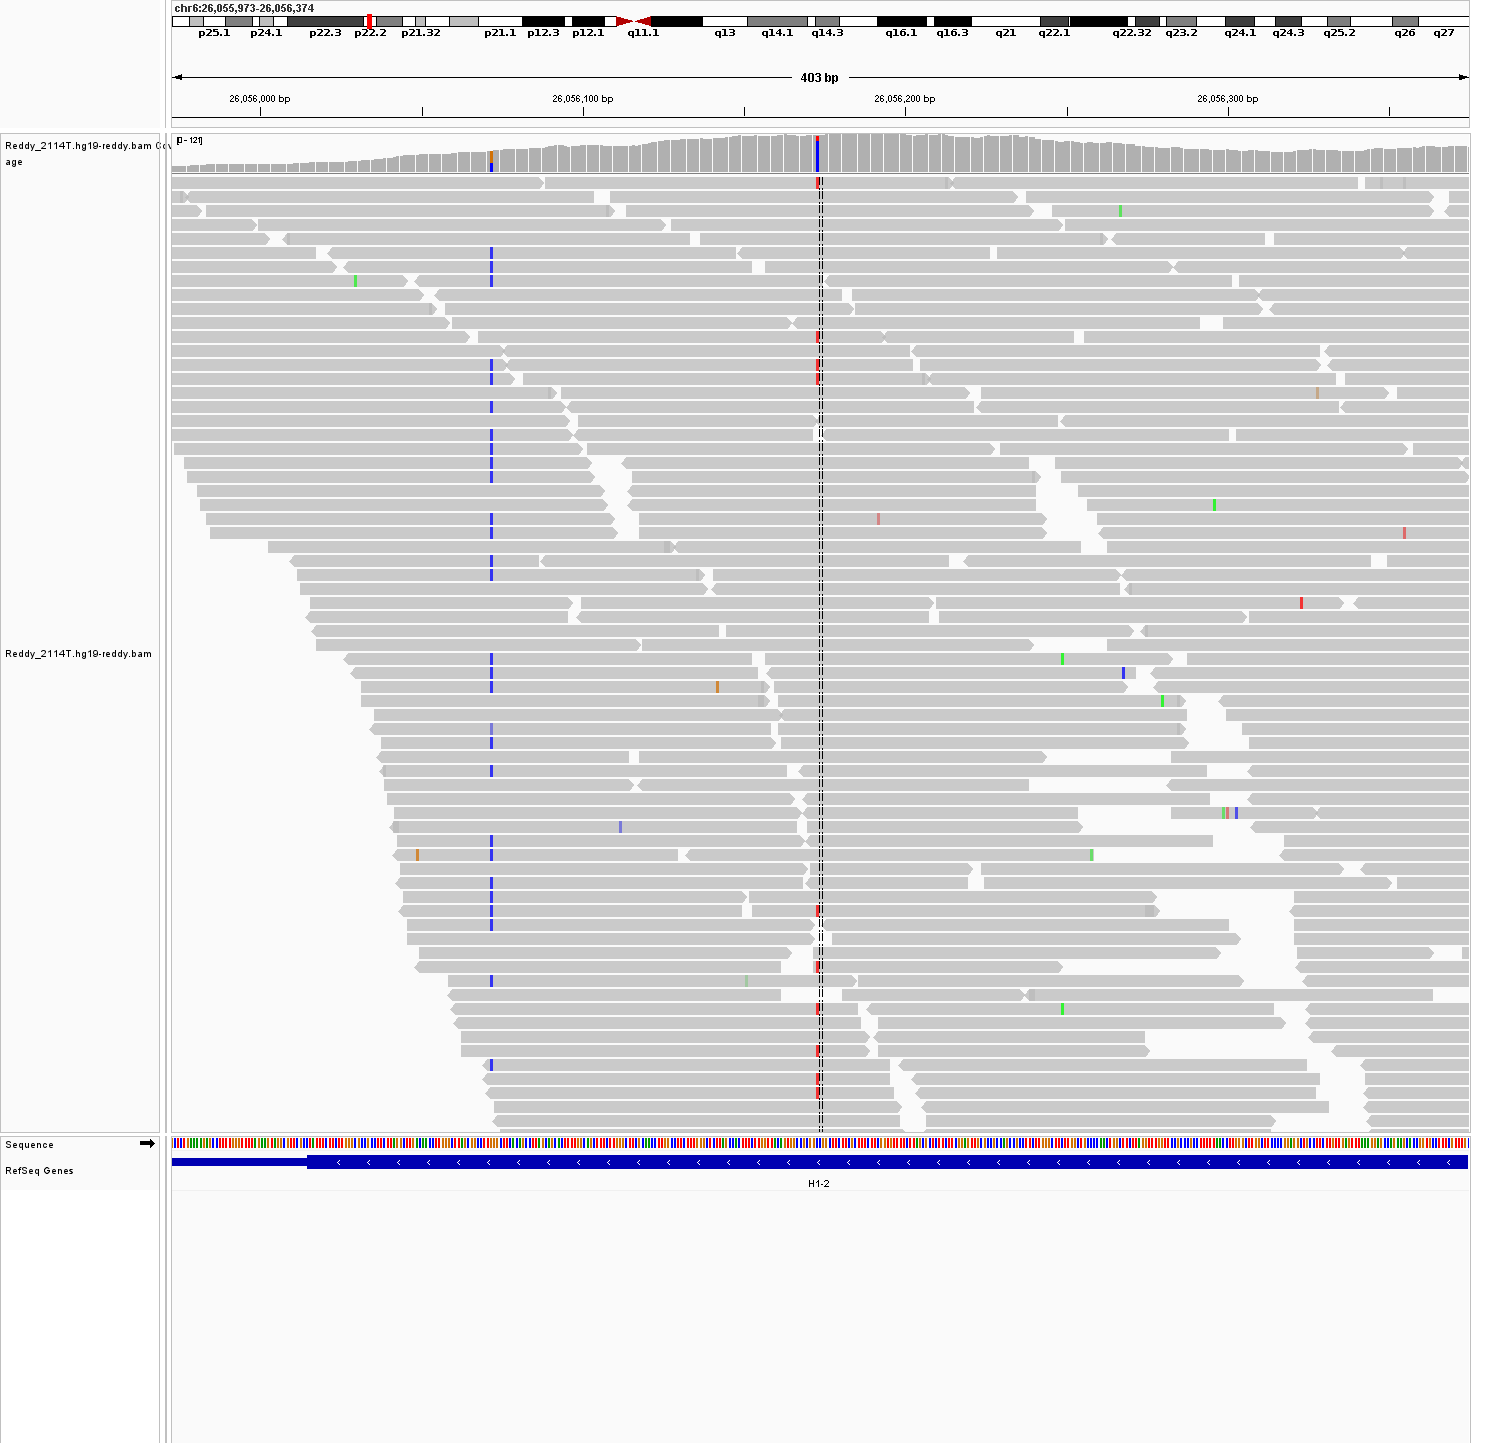 chr6:26,055,973-26,056,374
p25.1 p24.1 p22.3 p22.2 p21.32 p21.1 p12.3 p12.1 q11.1 q13 q14.1 q14.3 q16.1 q16.3 q21 q22.1 q22.32 q23.2 q24.1 q24.3 q25.2 q26 q27
403 bp
26,056,000 bp 26,056,100 bp 26,056,200 bp 26,056,300 bp
[0 - 121]
Reddy_2114T.hg19-reddy.bam Cov
age
Reddy_2114T.hg19-reddy.bam
Sequence
RefSeq Genes
H1-2